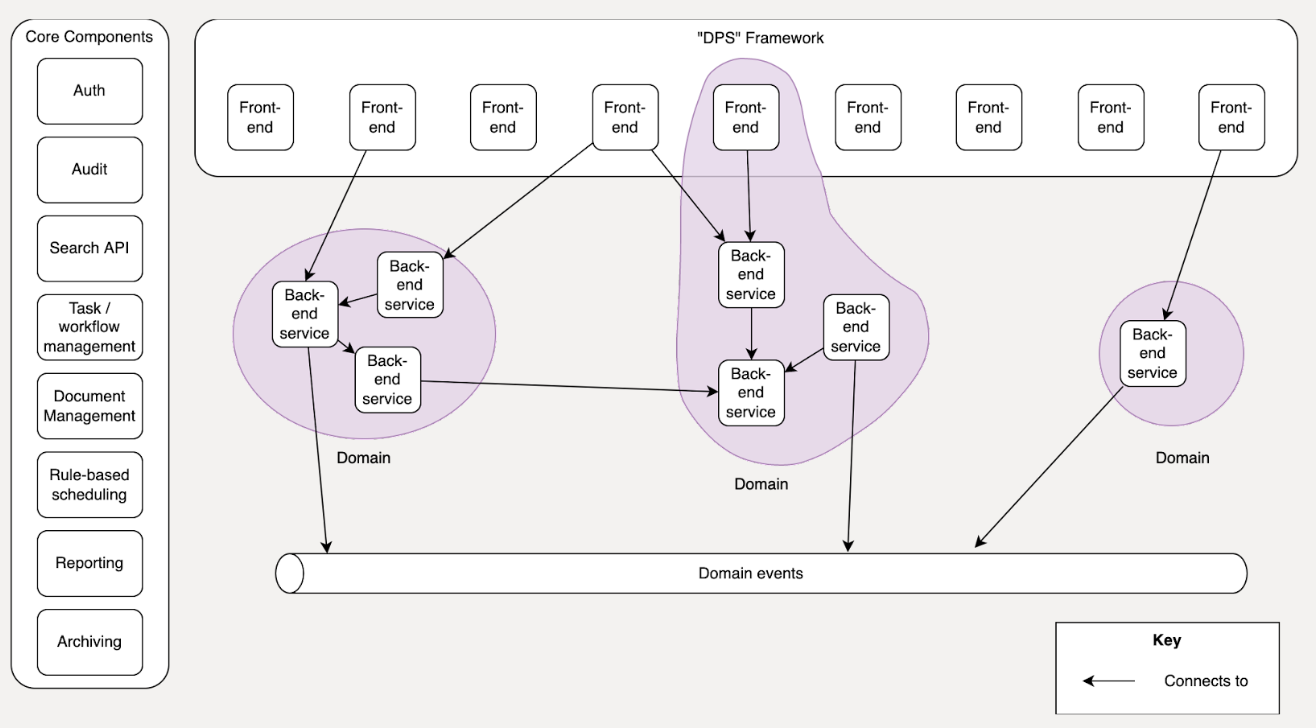 Core Components
Auth
Audit
Search API
Task /
workflow
management
Document
Management
Rule-based
scheduling
Reporting
Archiving
"DPS" Framework
Front-
end
Front-
end
Front-
end
Front-
end
Front-
end
Front-
end
Front-
end
Front-
end
Front-
end
Back-
end
service
Back-
end
service
Back-
end
service
Domain
Back-
end
service
Back-
end
service
Back-
end
service
Domain
Back-
end
service
Domain
Domain events
Key
Connects to